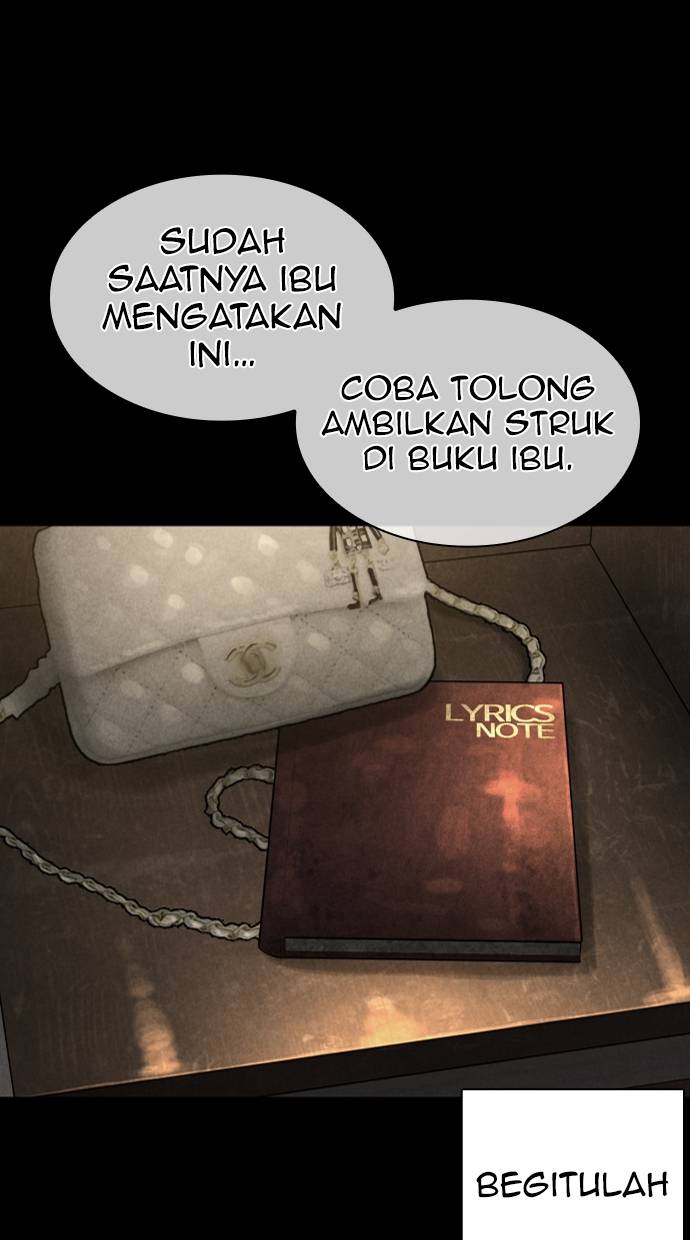 SUDAH
SAATNYA IBU
MENGATAKAN
INI...
COBA TOLONG
AMBILKAN STRUK
DI BUKU IBU.
LYRICS
NOTE
BEGITULAH